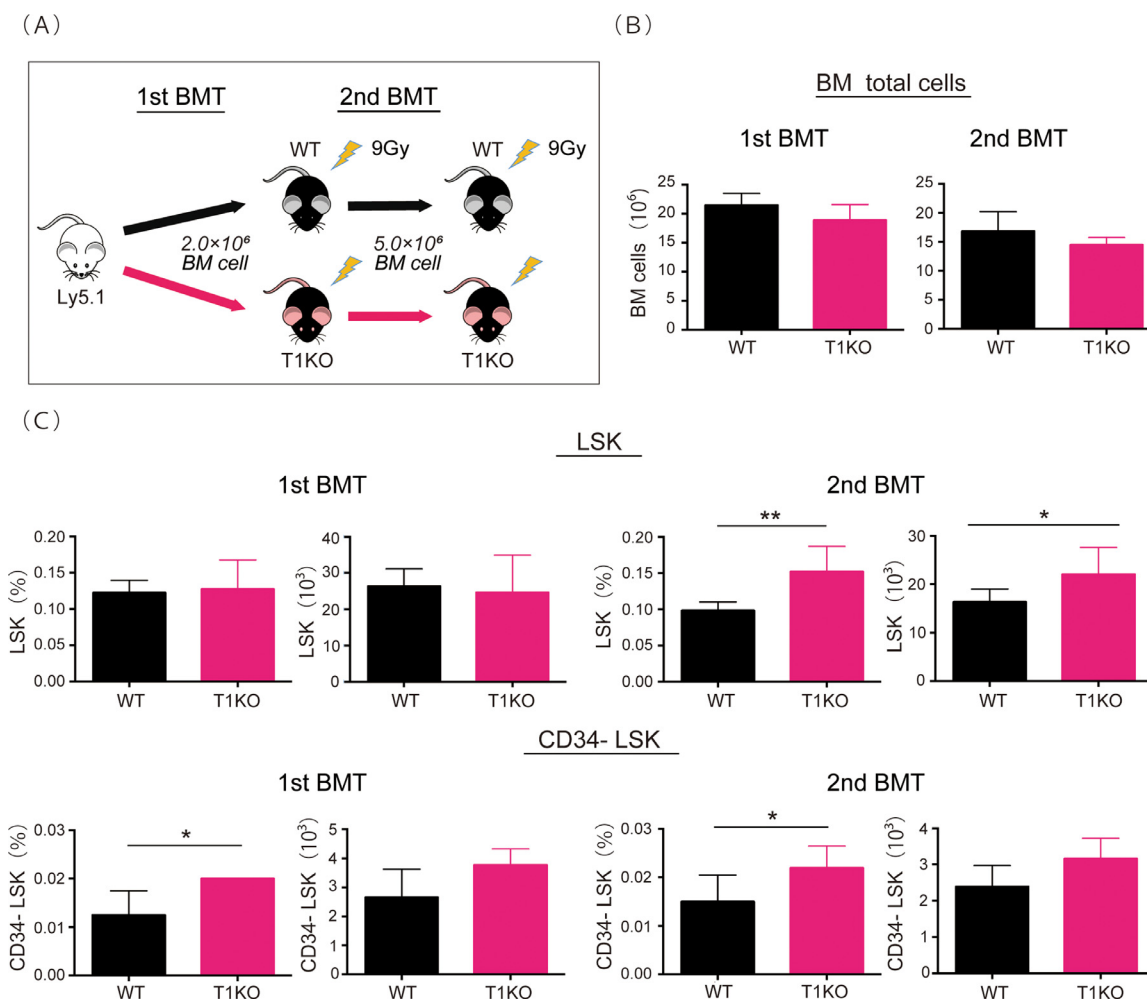 （A）
1st BMT 2nd BMT
WT 9Gy WT 9Gy
2.0×10⁶ 5.0×10⁶
BM cell BM cell
Ly5.1
T1KO T1KO
（B）
BM total cells
1st BMT 2nd BMT
BM cells（10⁶）
25
20
15
10
5
0
WT T1KO
25
20
15
10
5
0
WT T1KO
（C）
LSK
1st BMT 2nd BMT
LSK（%）
0.20
0.15
0.10
0.05
0.00
WT T1KO
LSK（10³）
40
30
20
10
0
WT T1KO
**
LSK（%）
0.20
0.15
0.10
0.05
0.00
WT T1KO
*
LSK（10³）
30
20
10
0
WT T1KO
CD34- LSK
1st BMT 2nd BMT
*
CD34- LSK（%）
0.03
0.02
0.01
0.00
WT T1KO
CD34- LSK（10³）
5
4
3
2
1
0
WT T1KO
*
CD34- LSK（%）
0.03
0.02
0.01
0.00
WT T1KO
CD34- LSK（10³）
4
3
2
1
0
WT T1KO